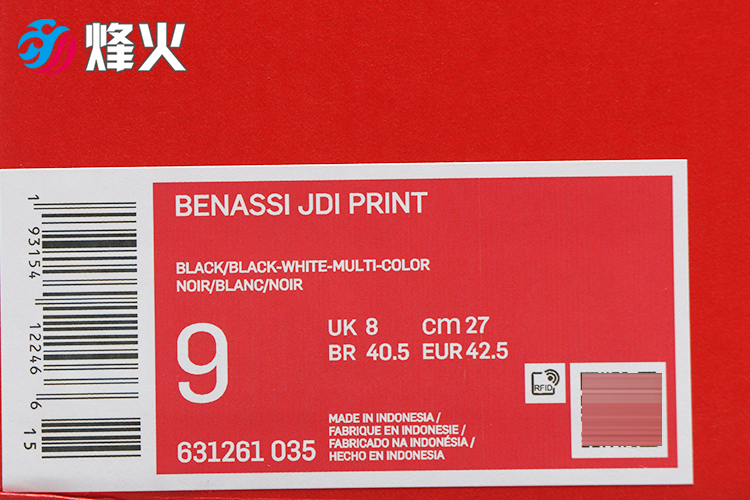 烽火
BENASSI JDI PRINT
BLACK/BLACK-WHITE-MULTI-COLOR
NOIR/BLANC/NOIR
9
UK 8 cm 27
BR 40.5 EUR 42.5
RFID
631261 035
MADE IN INDONESIA /
FABRIQUE EN INDONESIE /
FABRICADO NA INDONÉSIA /
HECHO EN INDONESIA
1 93154 12246 6 15